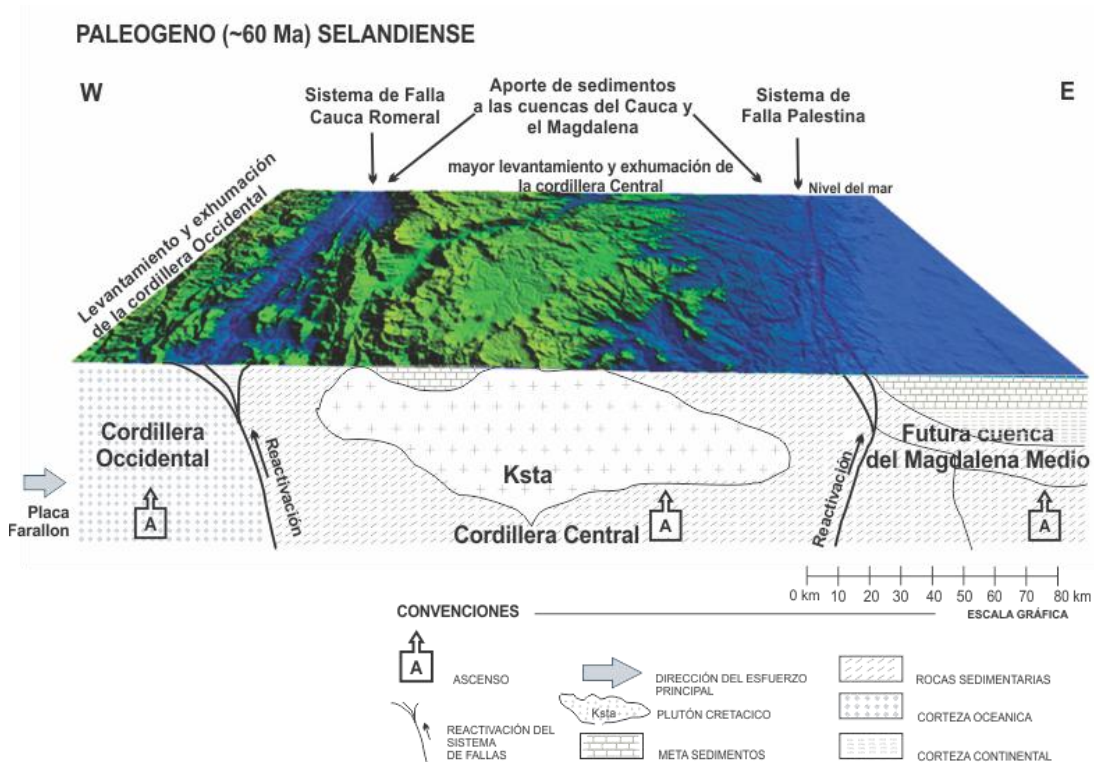 PALEOGENO (~60 Ma) SELANDIENSE
W
E
Sistema de Falla
Cauca Romeral
Aporte de sedimentos
a las cuencas del Cauca y
el Magdalena
Sistema de
Falla Palestina
mayor levantamiento y exhumación de
la cordillera Central
Nivel del mar
Levantamiento y exhumación
de la cordillera Occidental
Cordillera
Occidental
Reactivación
Ksta
Cordillera Central
Reactivación
Futura cuenca
del Magdalena Medio
Placa
Farallon
A
A
A
0 km 10 20 30 40 50 60 70 80 km
ESCALA GRÁFICA
CONVENCIONES
A
ASCENSO
DIRECCIÓN DEL ESFUERZO
PRINCIPAL
ROCAS SEDIMENTARIAS
REACTIVACIÓN DEL
SISTEMA
DE FALLAS
Ksta
PLUTÓN CRETACICO
CORTEZA OCEANICA
META SEDIMENTOS
CORTEZA CONTINENTAL